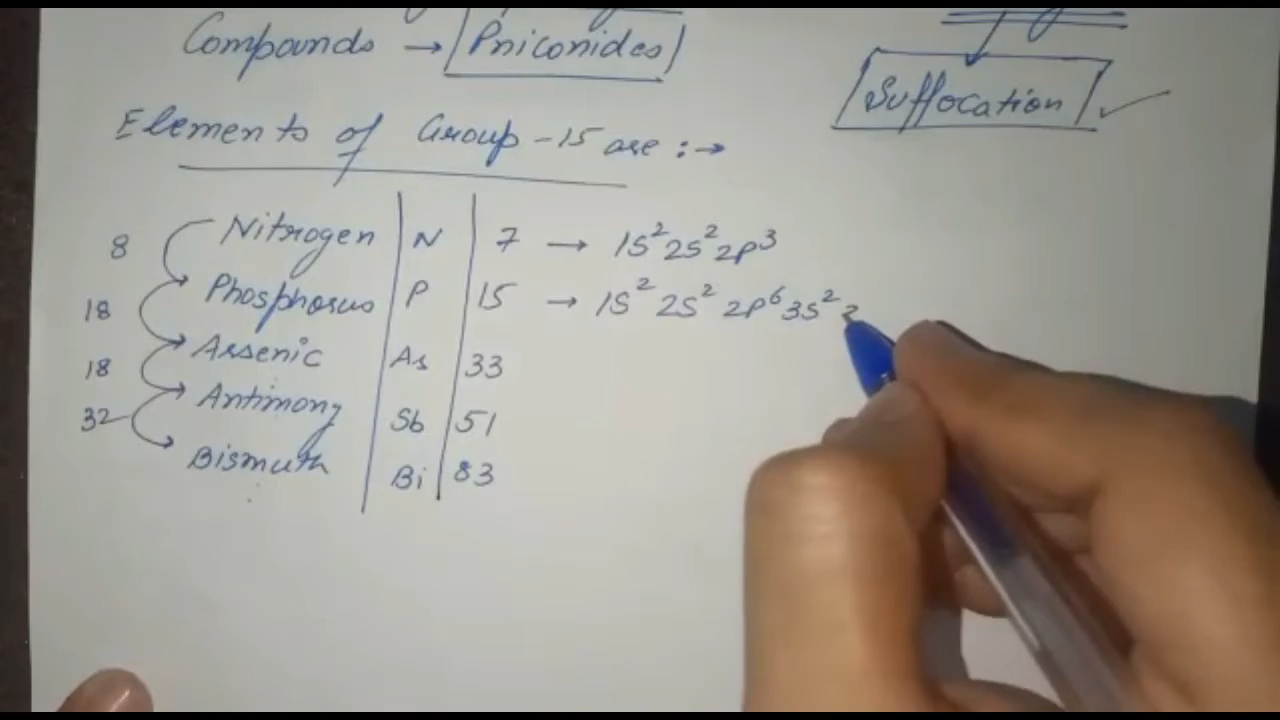 Compounds → Pniconides
Suffocation ✓
Elements of Group-15 are :→
8 Nitrogen N 7 → 1S² 2S² 2P³
18 Phosphorus P 15 → 1S² 2S² 2P⁶ 3S²
18 Arsenic As 33
32 Antimony Sb 51
Bismuth Bi 83